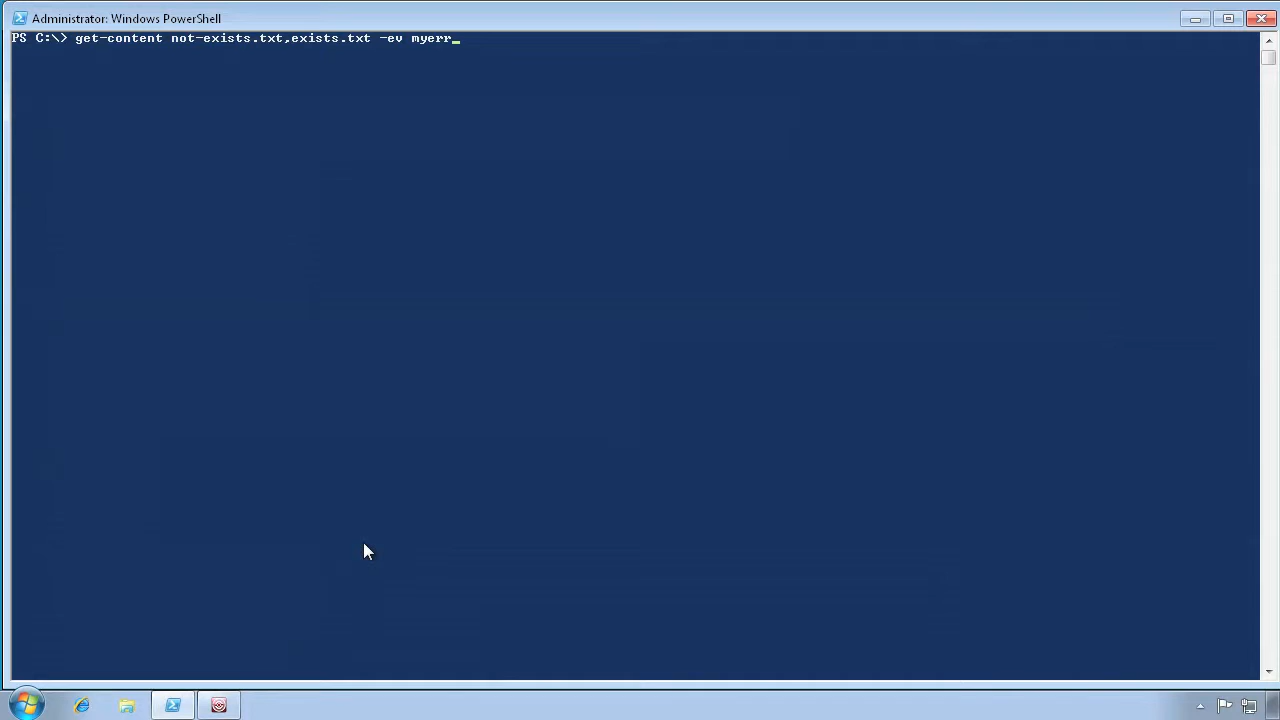 Administrator: Windows PowerShell
PS C:\> get-content not-exists.txt,exists.txt -ev myerr_